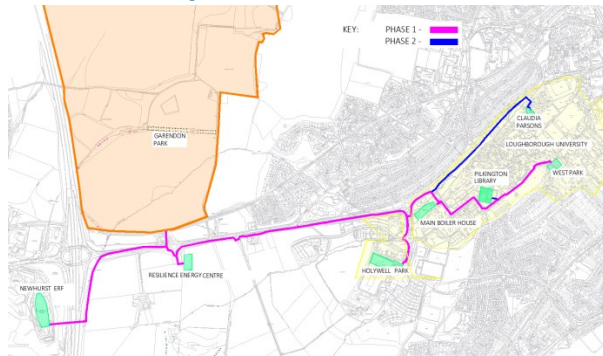 KEY: PHASE 1 -
PHASE 2 -
GARENDON
PARK
CLAUDIA
PARSONS
LOUGHBOROUGH UNIVERSITY
WEST PARK
PILKINGTON
LIBRARY
MAIN BOILER HOUSE
HOLYWELL PARK
RESILIENCE ENERGY CENTRE
NEWHURST ERF